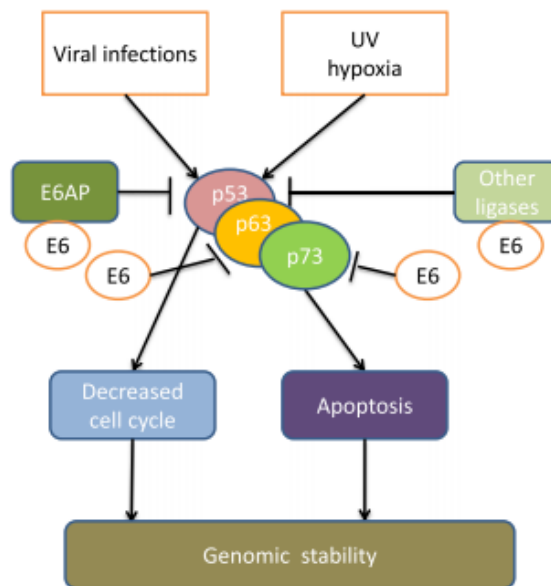 Viral infections
UV
hypoxia
E6AP
p53
Other
ligases
E6
p63
E6
E6
p73
E6
Decreased
cell cycle
Apoptosis
Genomic stability